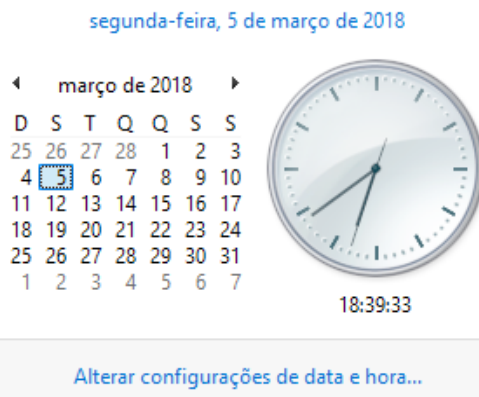 segunda-feira, 5 de março de 2018
março de 2018
D S T Q Q S S
25 26 27 28 1 2 3
4 5 6 7 8 9 10
11 12 13 14 15 16 17
18 19 20 21 22 23 24
25 26 27 28 29 30 31
1 2 3 4 5 6 7
18:39:33
Alterar configurações de data e hora...